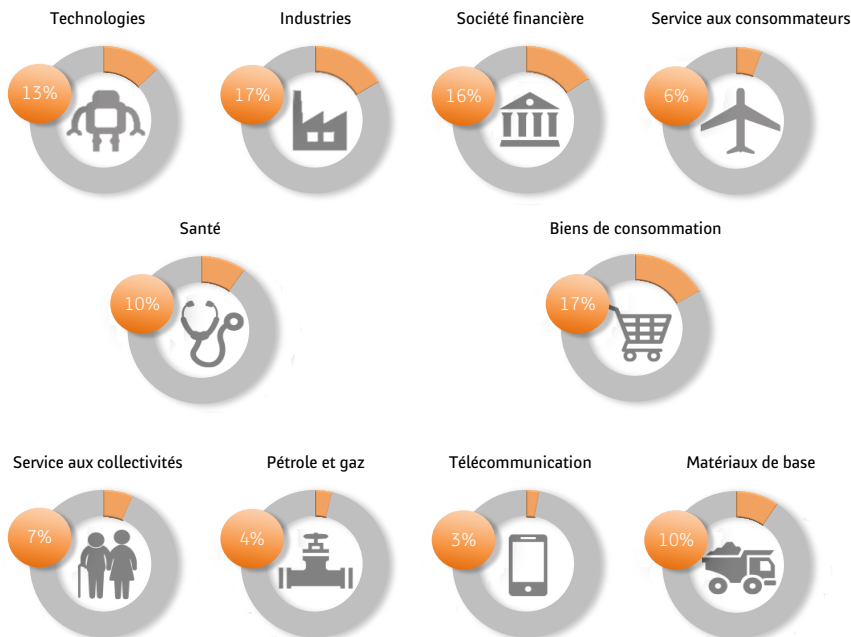 Technologies
13%
Industries
17%
Société financière
16%
Service aux consommateurs
6%
Santé
10%
Biens de consommation
17%
Service aux collectivités
7%
Pétrole et gaz
4%
Télécommunication
3%
Matériaux de base
10%